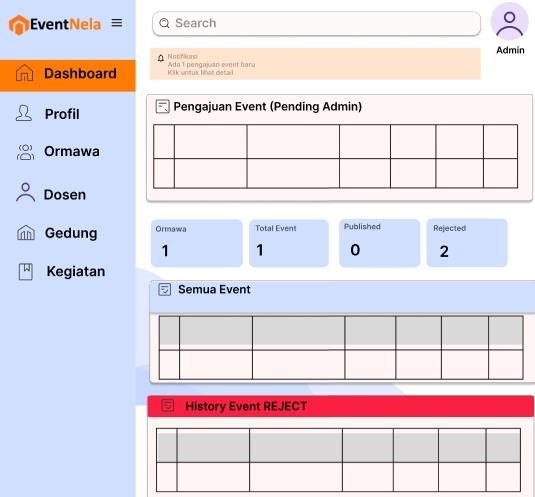 EventNela
Search
Admin
Notifikasi
Ada 1 pengajuan event baru
Klik untuk lihat detail
Dashboard
Profil
Ormawa
Dosen
Gedung
Kegiatan
Pengajuan Event (Pending Admin)
Ormawa
1
Total Event
1
Published
0
Rejected
2
Semua Event
History Event REJECT